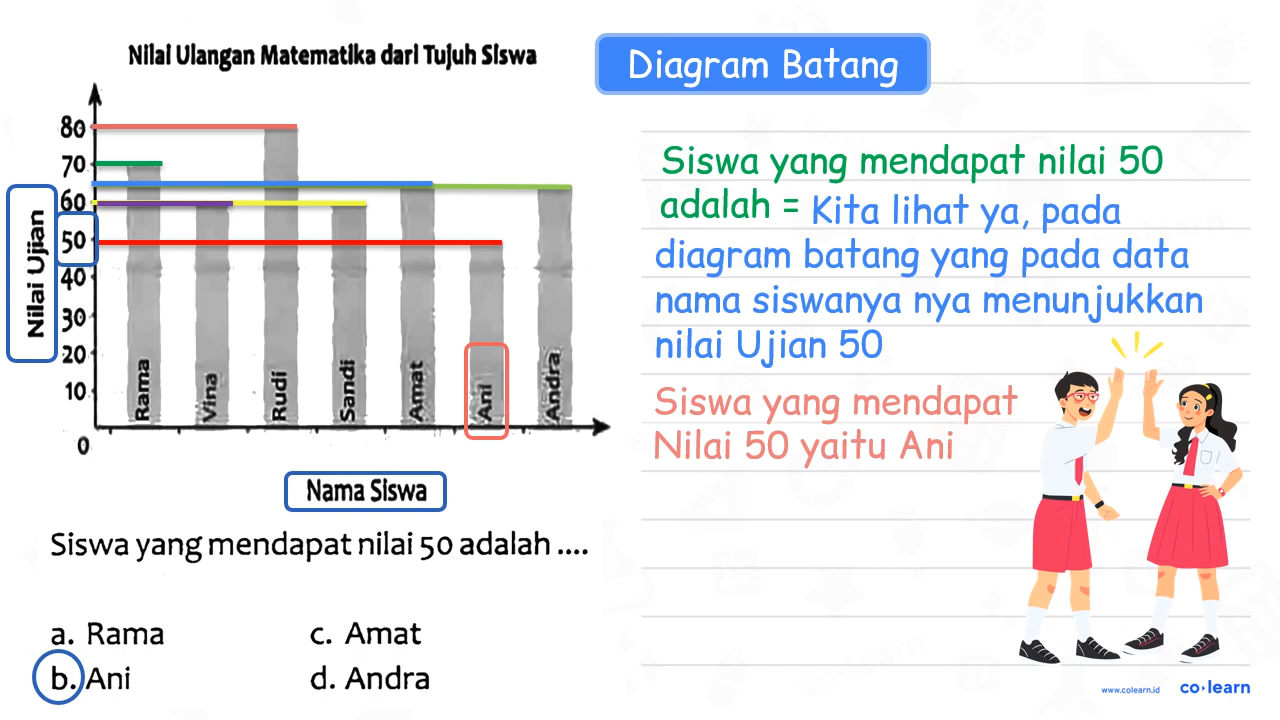 Nilai Ulangan Matematika dari Tujuh Siswa
Nilai Ujian
80
70
60
50
40
30
20
10
0
Rama
Vina
Rudi
Sandi
Amat
Ani
Andra
Nama Siswa
Siswa yang mendapat nilai 50 adalah ....
a. Rama
b. Ani
c. Amat
d. Andra
Diagram Batang
Siswa yang mendapat nilai 50
adalah = Kita lihat ya, pada
diagram batang yang pada data
nama siswanya nya menunjukkan
nilai Ujian 50
Siswa yang mendapat
Nilai 50 yaitu Ani
www.colearn.id
co·learn